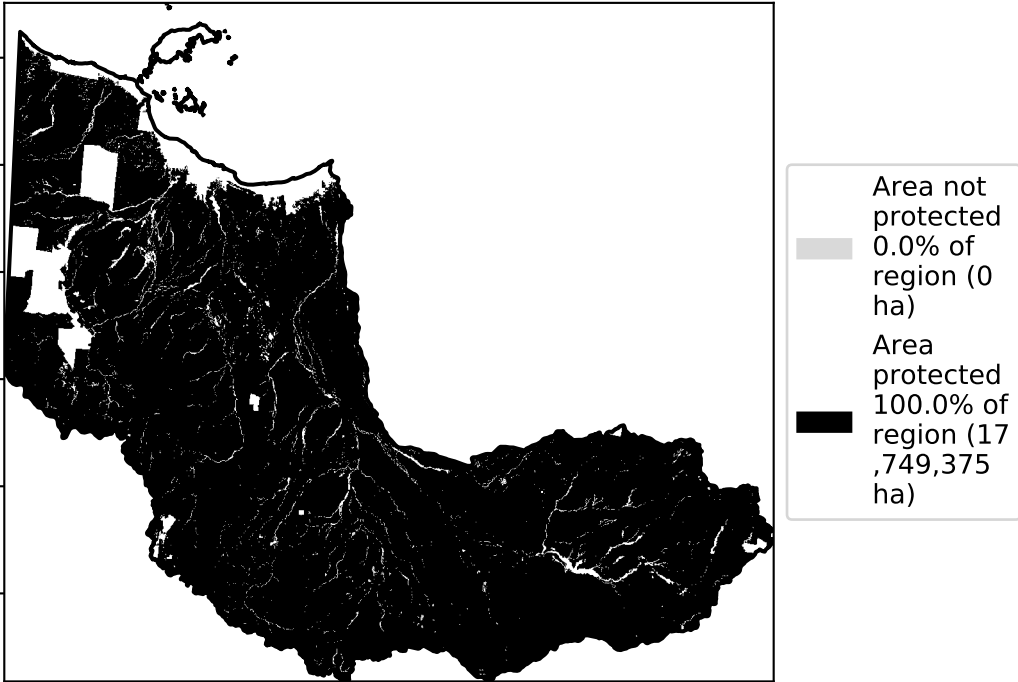 Area not
protected
0.0% of
region (0
ha)
Area
protected
100.0% of
region (17
,749,375
ha)